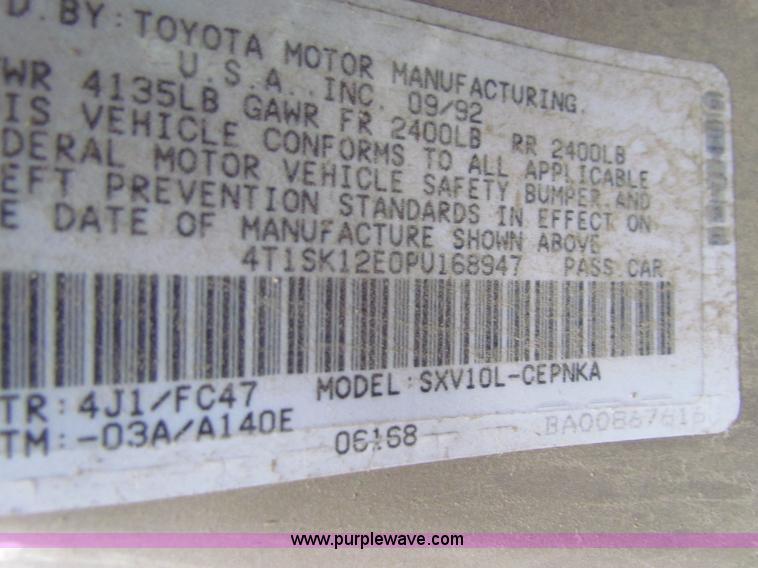 D. BY: TOYOTA MOTOR MANUFACTURING,
U.S.A., INC. 09/92
WR 4135LB GAWR FR 2400LB RR 2400LB
IS VEHICLE CONFORMS TO ALL APPLICABLE
DERAL MOTOR VEHICLE SAFETY, BUMPER, AND
EFT PREVENTION STANDARDS IN EFFECT ON
E DATE OF MANUFACTURE SHOWN ABOVE
4T1SK12E0PU168947 PASS CAR
TR: 4J1/FC47 MODEL: SXV10L-CEPNKA
TM: -03A/A140E 06168
BA00867616
www.purplewave.com